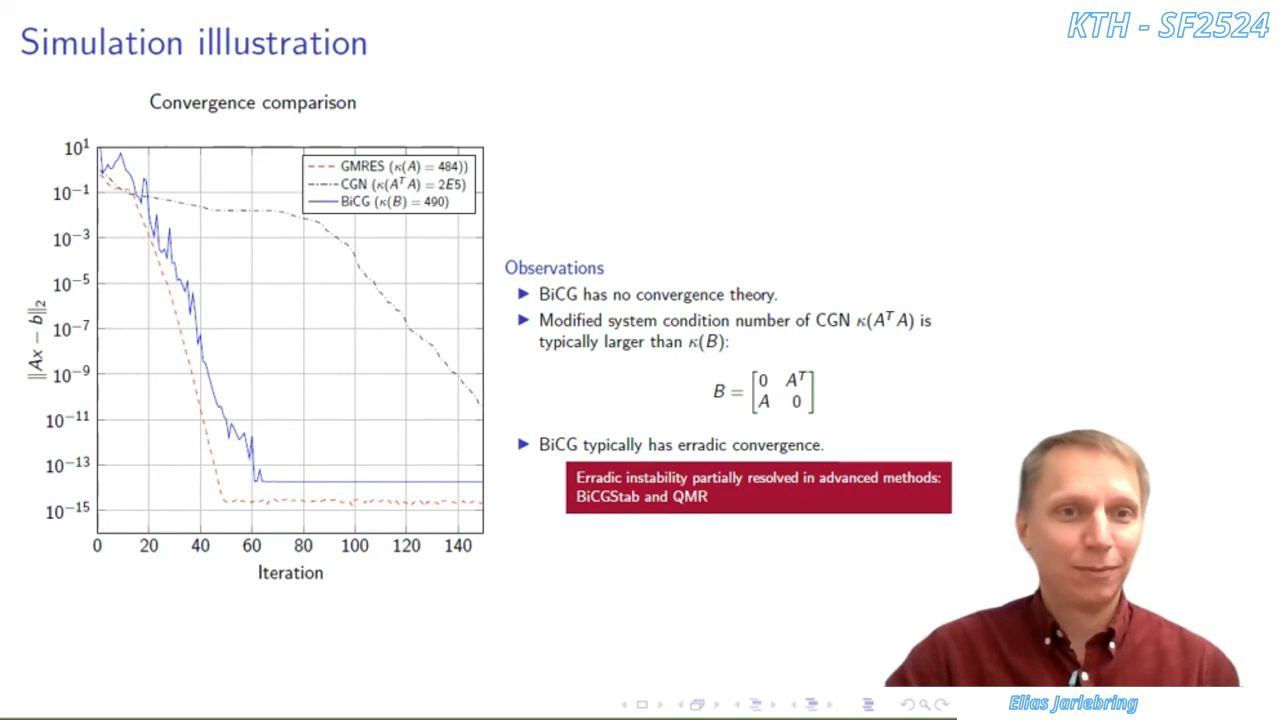 Simulation illlustration
KTH - SF2524
Convergence comparison
10^1
10^−1
10^−3
10^−5
10^−7
10^−9
10^−11
10^−13
10^−15
‖Ax − b‖_2
GMRES (κ(A) = 484))
CGN (κ(A^T A) = 2E5)
BiCG (κ(B) = 490)
0 20 40 60 80 100 120 140
Iteration
Observations
▶ BiCG has no convergence theory.
▶ Modified system condition number of CGN κ(A^T A) is
typically larger than κ(B):
B = [0 A^T
A 0]
▶ BiCG typically has erradic convergence.
Erradic instability partially resolved in advanced methods:
BiCGStab and QMR
Elias Jarlebring